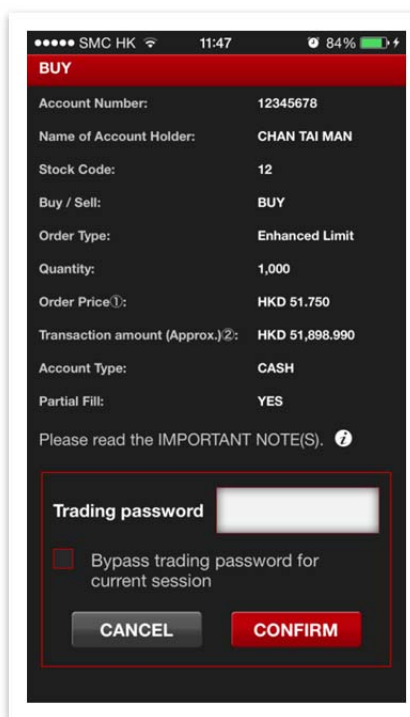 SMC HK 11:47 84%
BUY
Account Number: 12345678
Name of Account Holder: CHAN TAI MAN
Stock Code: 12
Buy / Sell: BUY
Order Type: Enhanced Limit
Quantity: 1,000
Order Price①: HKD 51.750
Transaction amount (Approx.)②: HKD 51,898.990
Account Type: CASH
Partial Fill: YES
Please read the IMPORTANT NOTE(S). i
Trading password
Bypass trading password for
current session
CANCEL CONFIRM